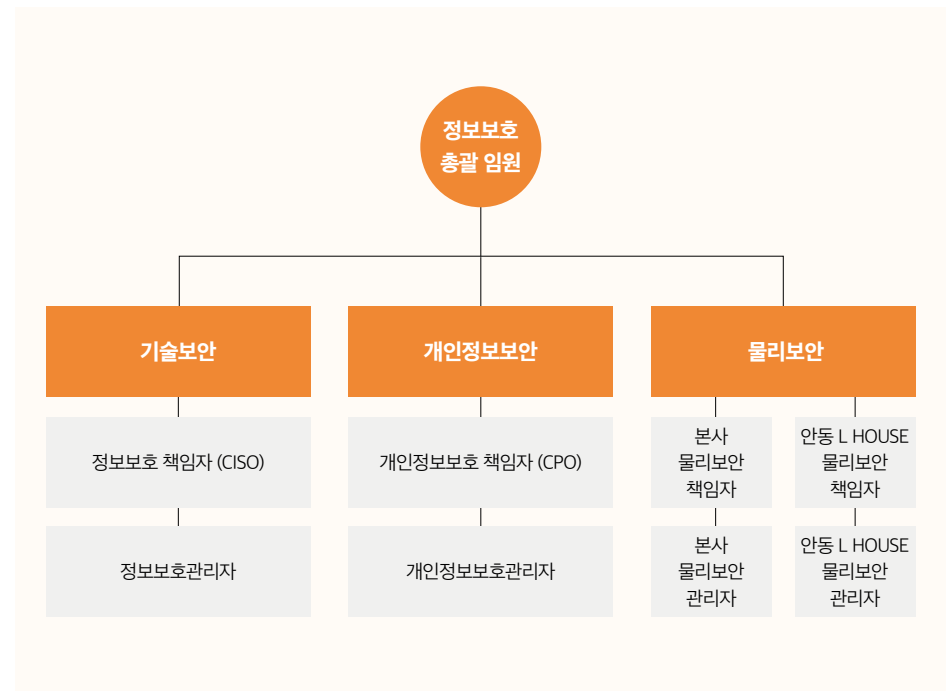 정보보호
총괄 임원
기술보안
개인정보보안
물리보안
정보보호 책임자 (CISO)
개인정보보호 책임자 (CPO)
본사
물리보안
책임자
안동 L HOUSE
물리보안
책임자
정보보호관리자
개인정보보호관리자
본사
물리보안
관리자
안동 L HOUSE
물리보안
관리자